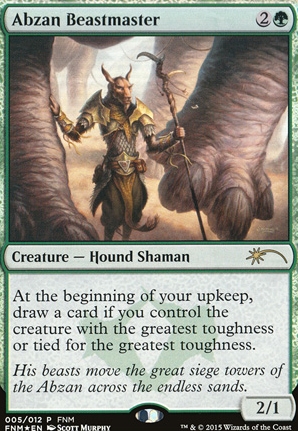 Abzan Beastmaster 2
Creature — Hound Shaman
At the beginning of your upkeep,
draw a card if you control the
creature with the greatest toughness
or tied for the greatest toughness.
His beasts move the great siege towers of
the Abzan across the endless sands.
2/1
005/012 P FNM
FNM★EN Scott Murphy
™ & © 2015 Wizards of the Coast